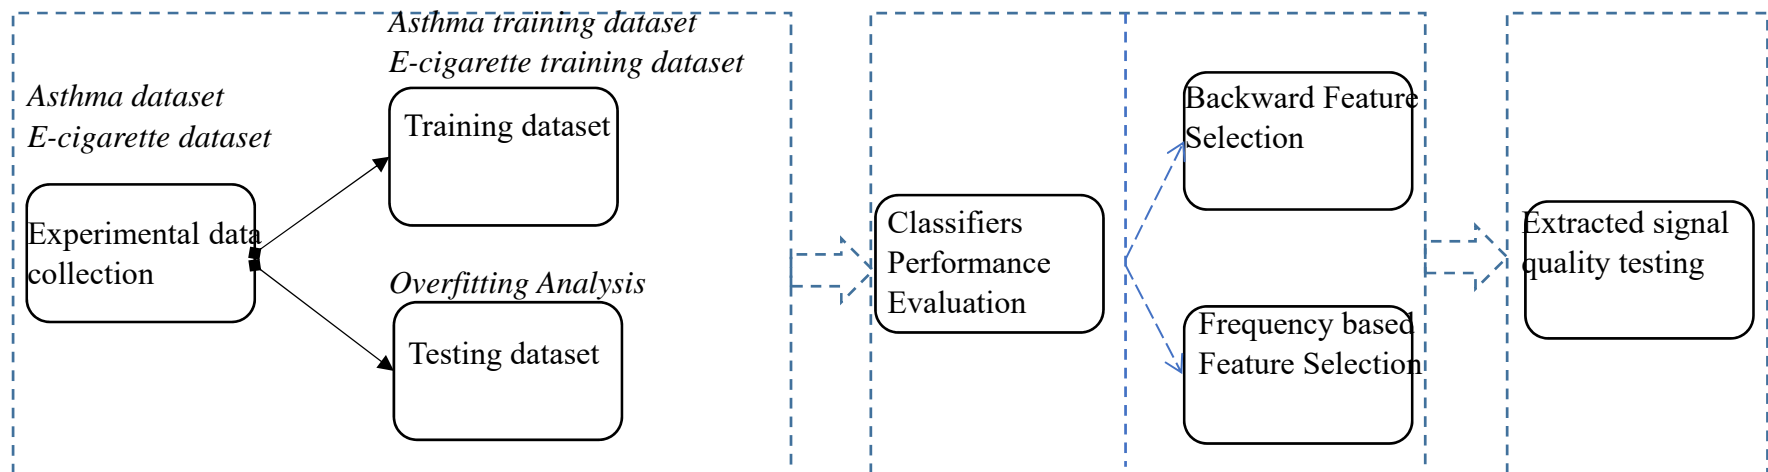 Asthma dataset
E-cigarette dataset
Experimental data
collection
Asthma training dataset
E-cigarette training dataset
Training dataset
Overfitting Analysis
Testing dataset
Classifiers
Performance
Evaluation
Backward Feature
Selection
Frequency based
Feature Selection
Extracted signal
quality testing